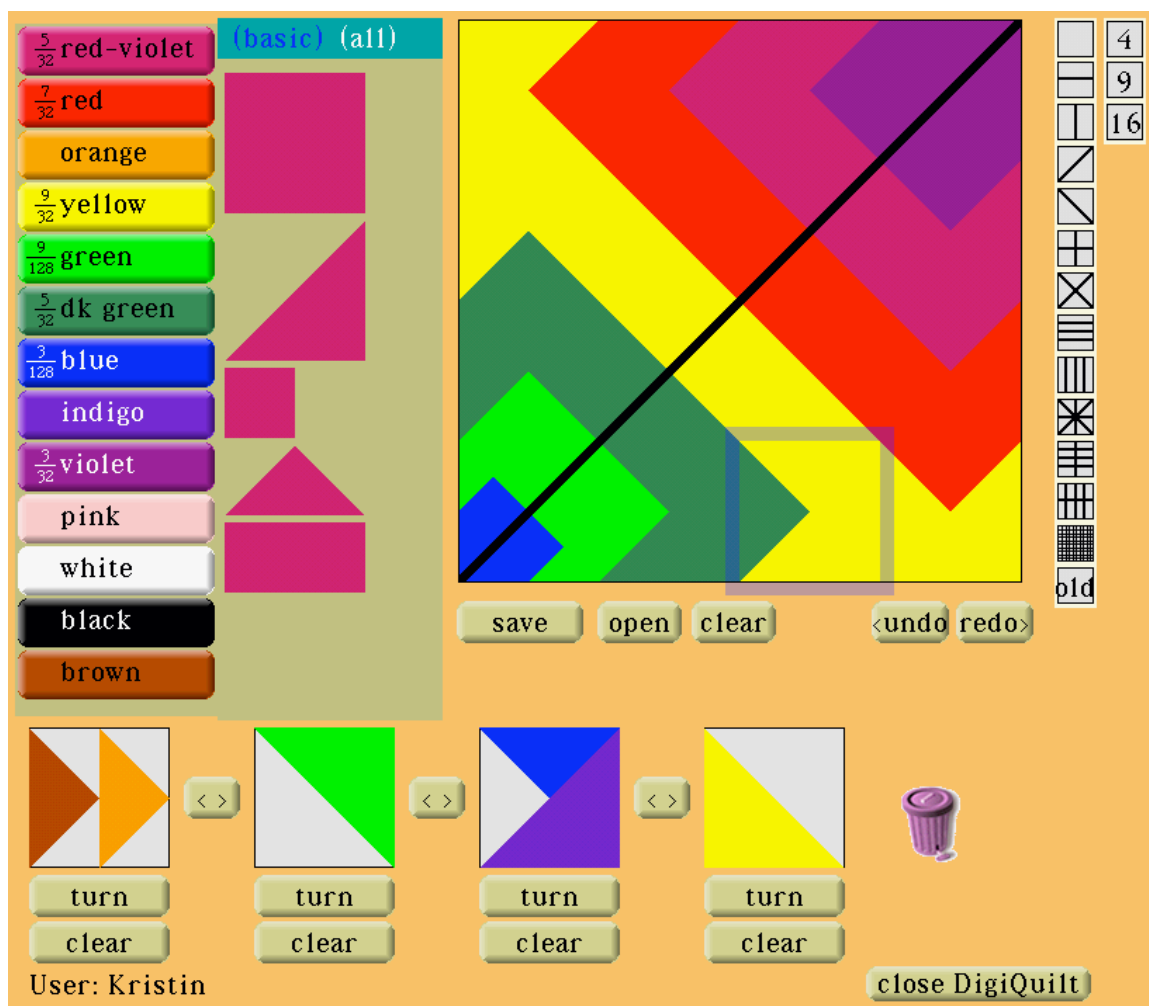 5/32 red-violet
7/32 red
orange
9/32 yellow
9/128 green
5/32 dk green
3/128 blue
indigo
3/32 violet
pink
white
black
brown
(basic) (all)
4
9
16
old
save open clear <undo redo>
< > < > < >
turn turn turn turn
clear clear clear clear
User: Kristin
close DigiQuilt